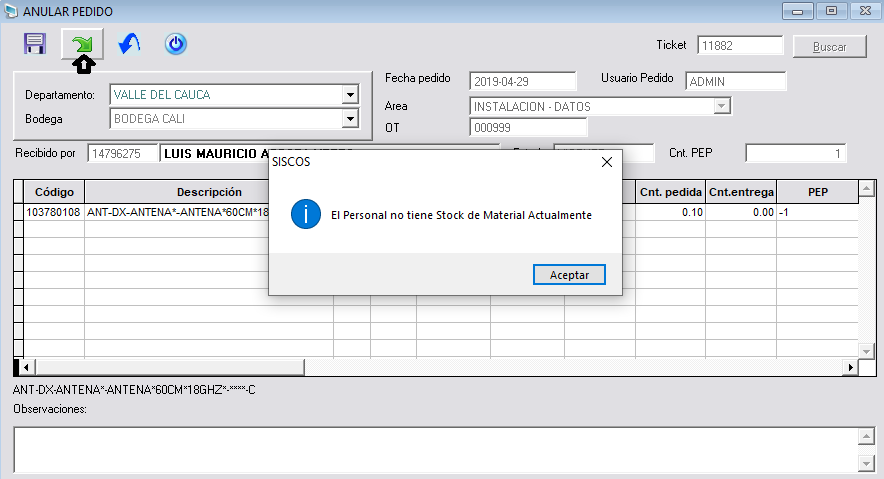 ANULAR PEDIDO
Ticket 11882 Buscar
Fecha pedido 2019-04-29 Usuario Pedido ADMIN
Departamento: VALLE DEL CAUCA
Area INSTALACION - DATOS
Bodega BODEGA CALI
OT 000999
Recibido por 14796275 LUIS MAURICIO Cnt. PEP 1
SISCOS
El Personal no tiene Stock de Material Actualmente
Aceptar
Código Descripción Cnt. pedida Cnt.entrega PEP
103780108 ANT-DX-ANTENA*-ANTENA*60CM*18 0.10 0.00 -1
ANT-DX-ANTENA*-ANTENA*60CM*18GHZ*-****-C
Observaciones: